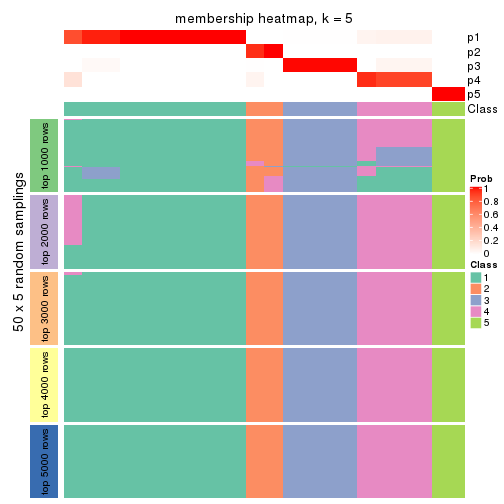 membership heatmap, k = 5
p1
p2
p3
p4
p5
Class
50 x 5 random samplings
top 1000 rows
top 2000 rows
top 3000 rows
top 4000 rows
top 5000 rows
Prob
1
0.8
0.6
0.4
0.2
0
Class
1
2
3
4
5